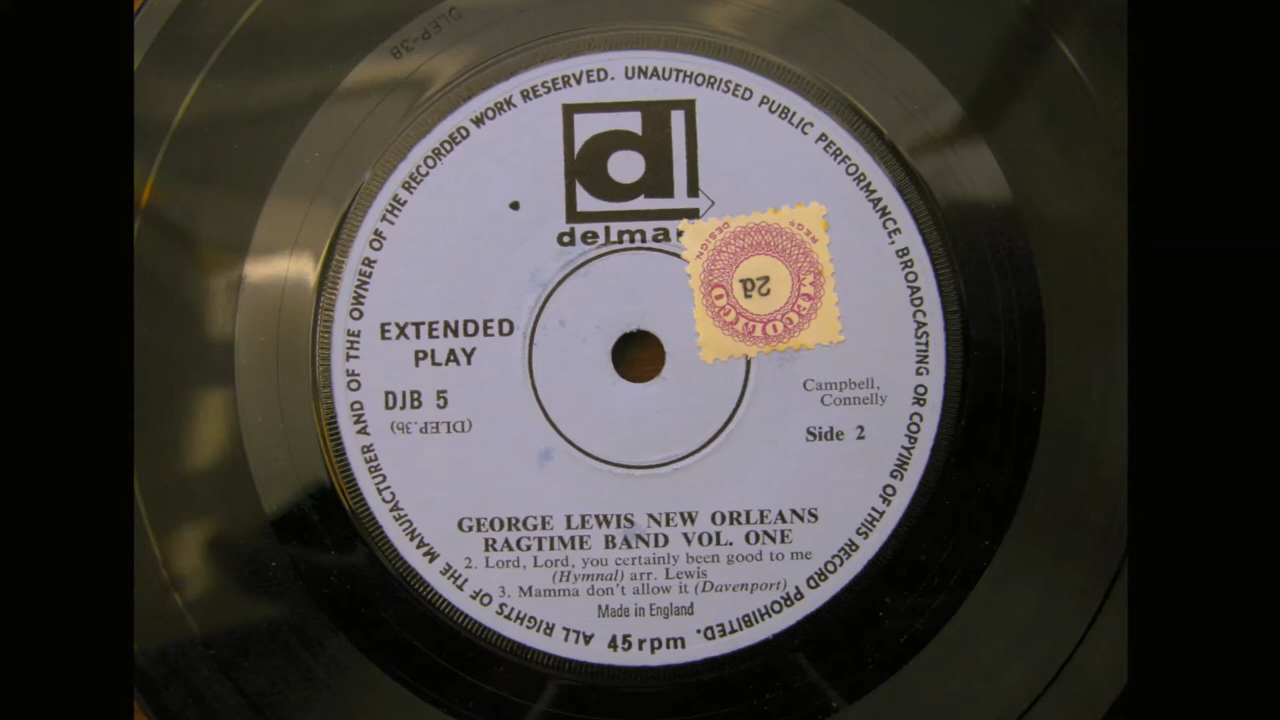 DLEP-3B
ALL RIGHTS OF THE MANUFACTURER AND OF THE OWNER OF THE RECORDED WORK RESERVED. UNAUTHORISED PUBLIC PERFORMANCE, BROADCASTING OR COPYING OF THIS RECORD PROHIBITED.
d
delmar
REGD
DESIGN
MECOLICO
2d
EXTENDED
PLAY
DJB 5
(DLEP.3b)
Campbell,
Connelly
Side 2
GEORGE LEWIS NEW ORLEANS
RAGTIME BAND VOL. ONE
2. Lord, Lord, you certainly been good to me
(Hymnal) arr. Lewis
3. Mamma don't allow it (Davenport)
Made in England
45 rpm